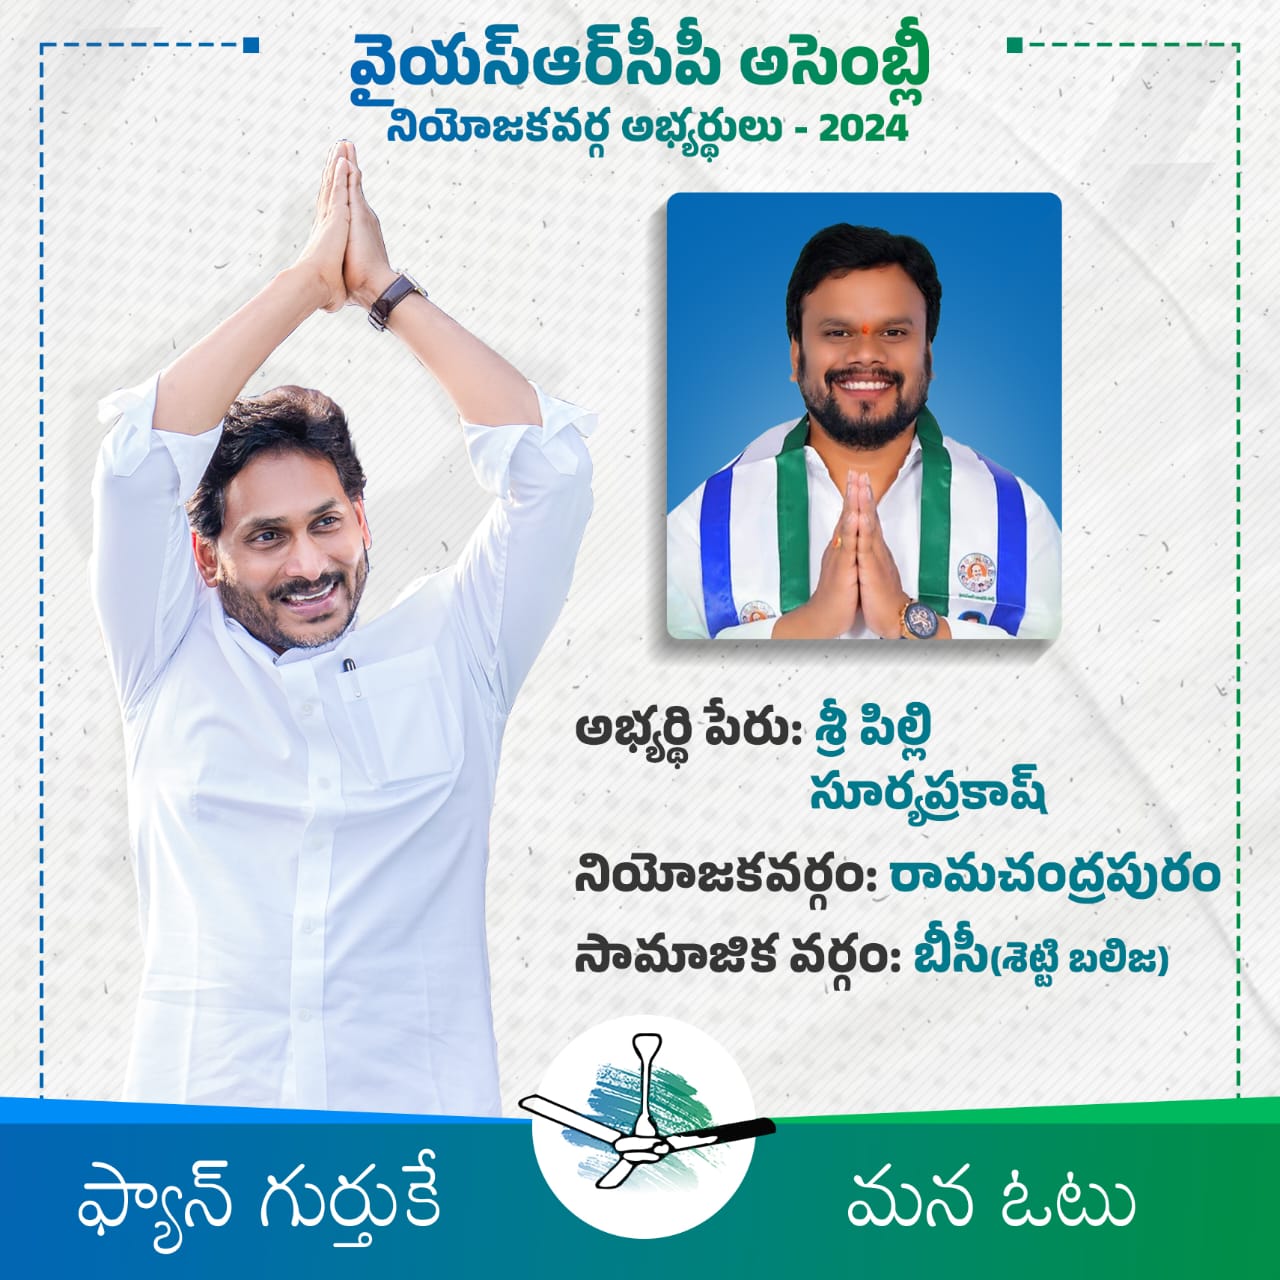 వైయస్ఆర్‌సీపీ అసెంబ్లీ
నియోజకవర్గ అభ్యర్థులు - 2024
అభ్యర్థి పేరు: శ్రీ పిల్లి
సూర్యప్రకాష్
నియోజకవర్గం: రామచంద్రపురం
సామాజిక వర్గం: బీసీ(శెట్టి బలిజ)
ఫ్యాన్ గుర్తుకే మన ఓటు